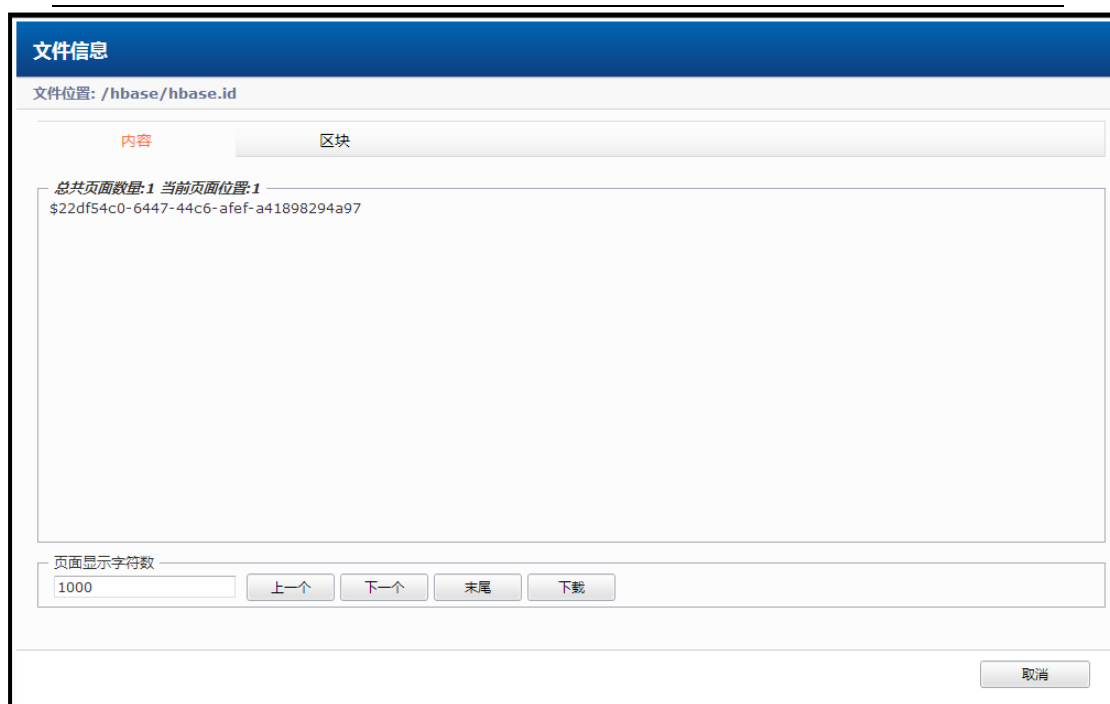 文件信息
文件位置: /hbase/hbase.id
内容 区块
总共页面数量:1 当前页面位置:1
$22df54c0-6447-44c6-afef-a41898294a97
页面显示字符数
1000 上一个 下一个 末尾 下载
取消